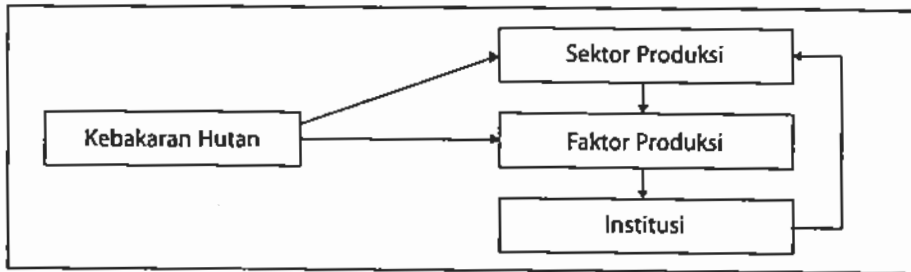 Sektor Produksi
Kebakaran Hutan
Faktor Produksi
Institusi